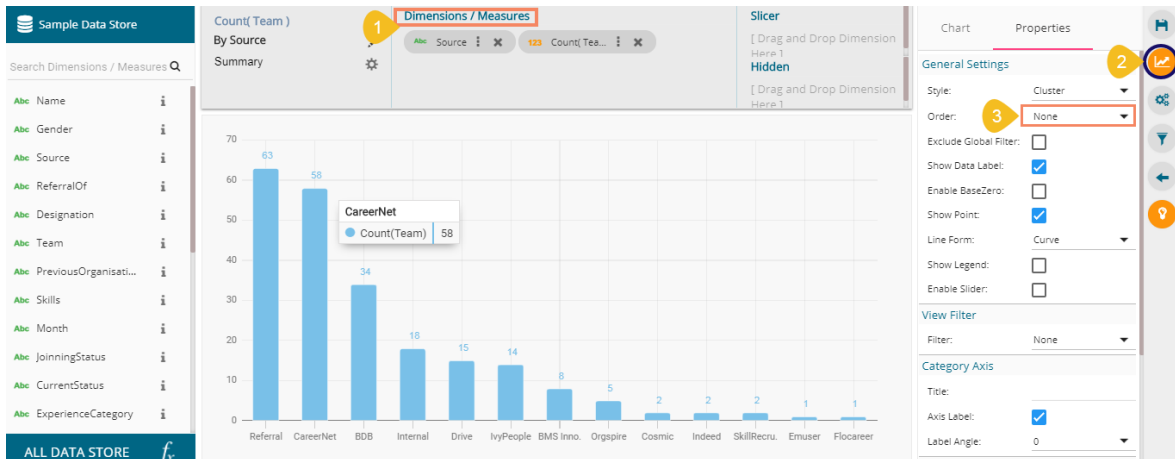 Sample Data Store
Search Dimensions / Measures
Abc Name i
Abc Gender i
Abc Source i
Abc ReferralOf i
Abc Designation i
Abc Team i
Abc PreviousOrganisati... i
Abc Skills i
Abc Month i
Abc JoinningStatus i
Abc CurrentStatus i
Abc ExperienceCategory i
ALL DATA STORE fx
Count( Team )
By Source
Summary
1
Dimensions / Measures
Abc Source
123 Count( Tea...
Slicer
[ Drag and Drop Dimension
Here ]
Hidden
[ Drag and Drop Dimension
Here ]
70
60
50
40
30
20
10
0
63
58
34
18
15
14
8
5
2
2
2
1
1
CareerNet
Count(Team) 58
Referral CareerNet BDB Internal Drive IvyPeople BMS Inno. Orgspire Cosmic Indeed SkillRecru. Emuser Flocareer
Chart Properties
General Settings
2
Style: Cluster
Order: 3 None
Exclude Global Filter:
Show Data Label:
Enable BaseZero:
Show Point:
Line Form: Curve
Show Legend:
Enable Slider:
View Filter
Filter: None
Category Axis
Title:
Axis Label:
Label Angle: 0